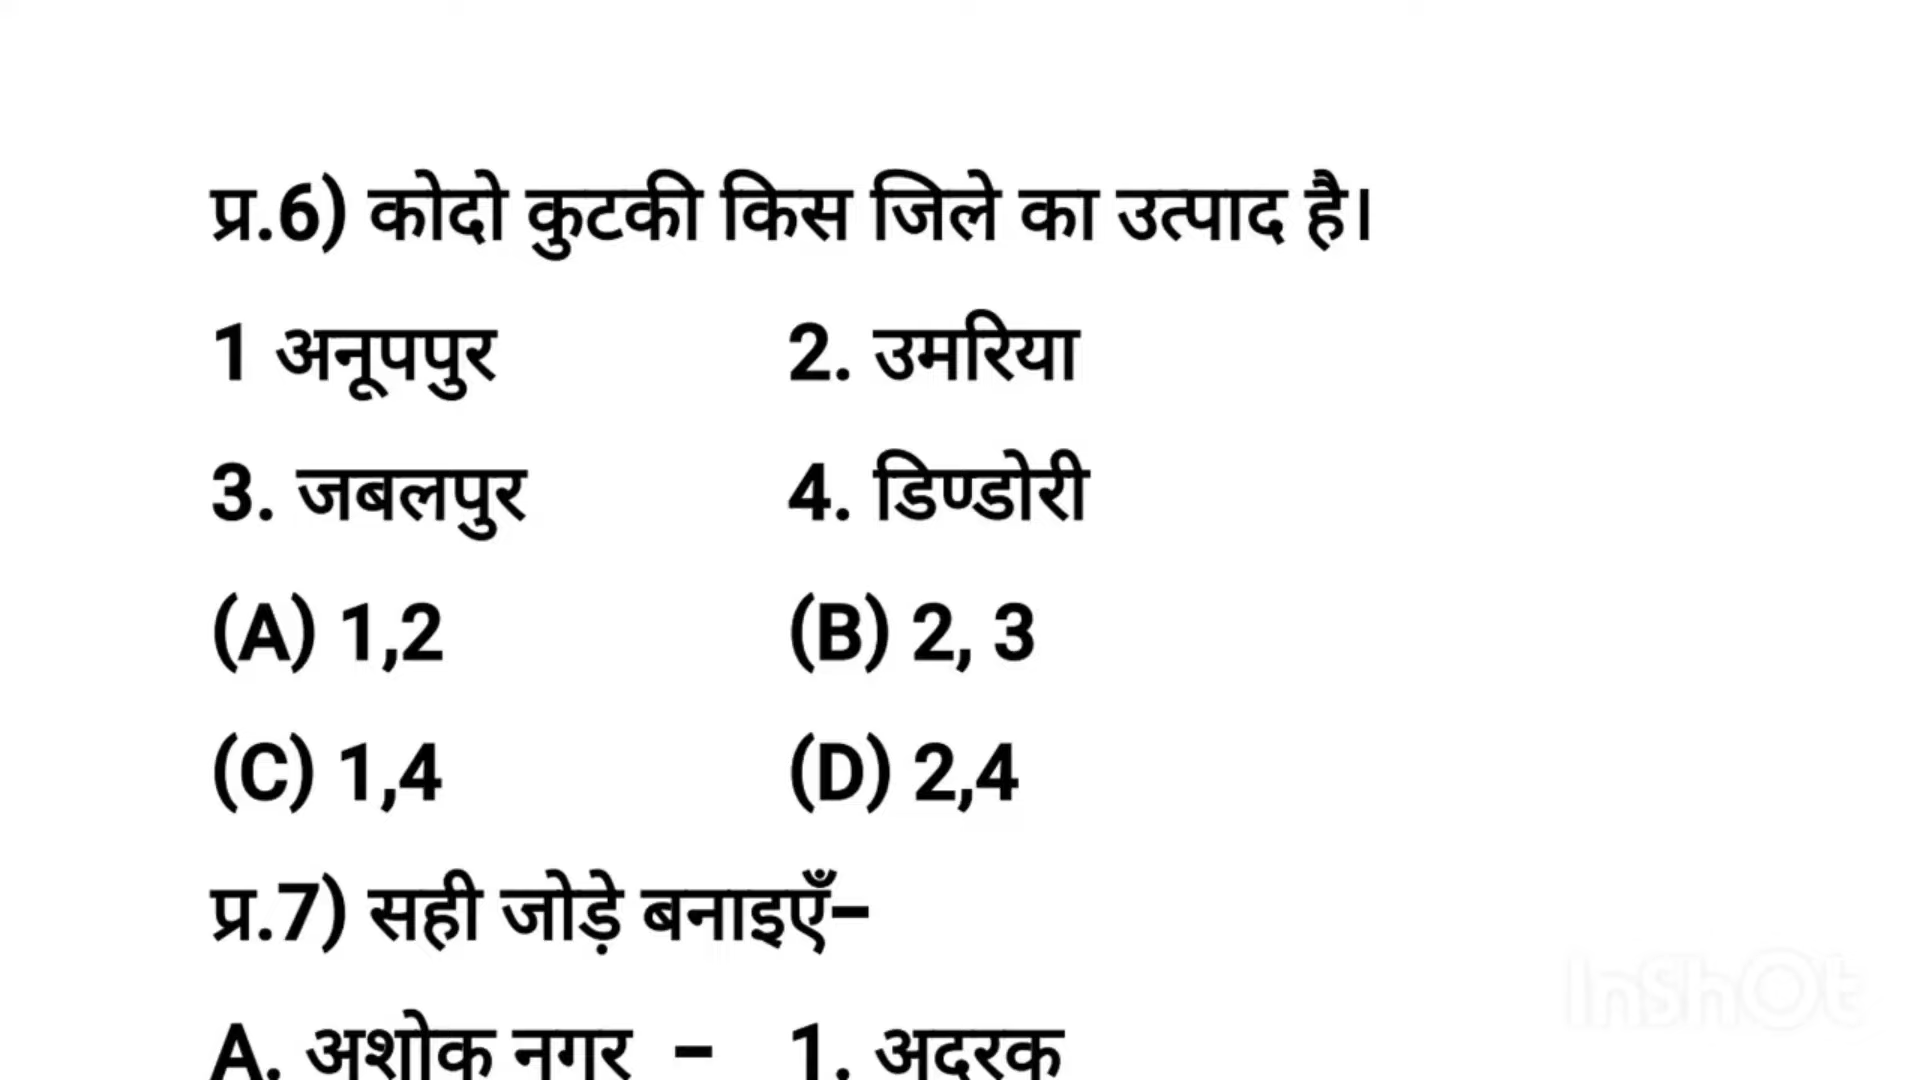 प्र.6) कोदो कुटकी किस जिले का उत्पाद है।
1 अनूपपुर 2. उमरिया
3. जबलपुर 4. डिण्डोरी
(A) 1,2 (B) 2, 3
(C) 1,4 (D) 2,4
प्र.7) सही जोड़े बनाइएँ–
A. अशोक नगर – 1. अदरक
InShOt